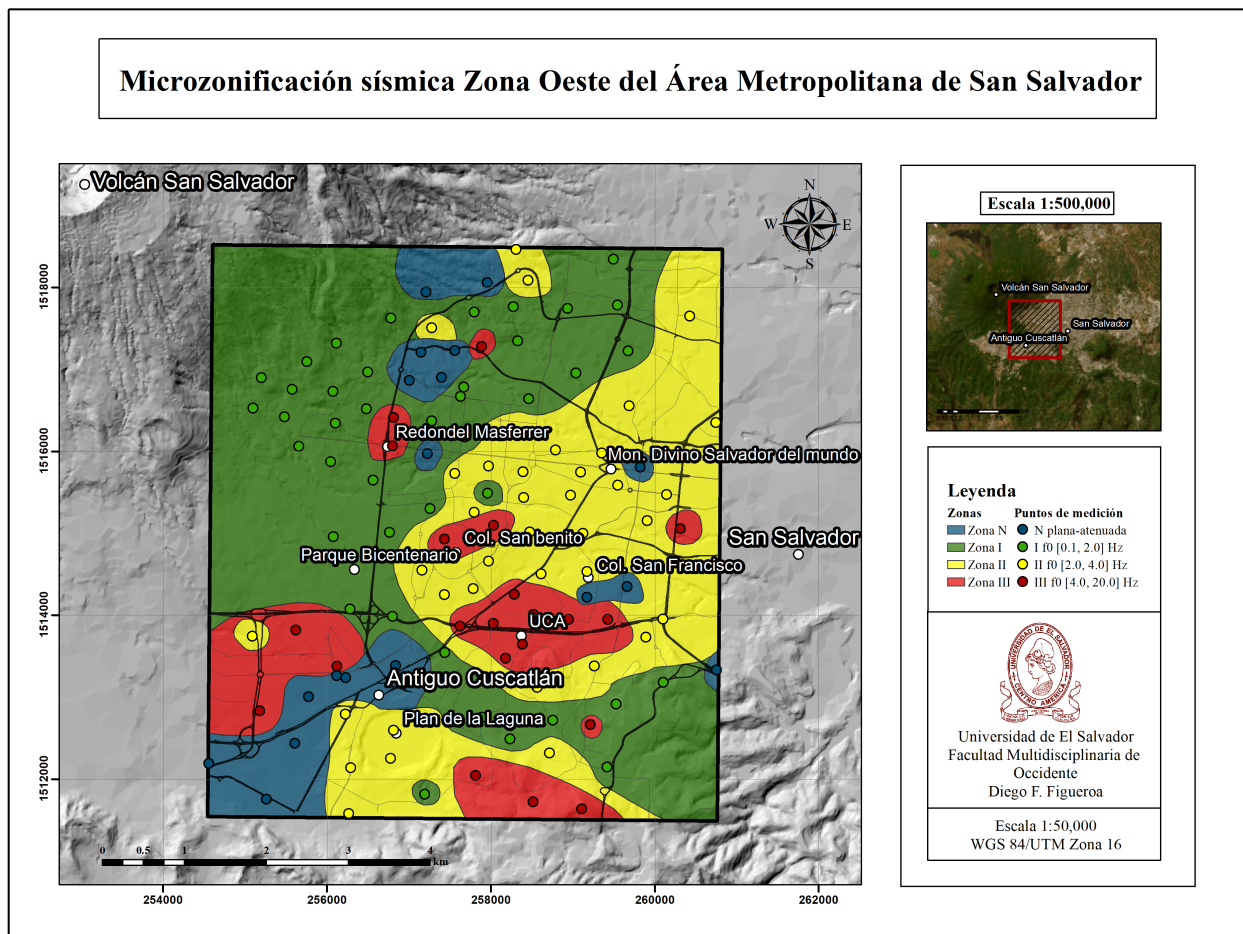 Microzonificación sísmica Zona Oeste del Área Metropolitana de San Salvador
Volcán San Salvador
N
W E
S
Redondel Masferrer
Mon. Divino Salvador del mundo
Col. San benito
San Salvador
Parque Bicentenario
Col. San Francisco
UCA
Antiguo Cuscatlán
Plan de la Laguna
0 0.5 1 2 3 4
km
1518000
1516000
1514000
1512000
254000 256000 258000 260000 262000
Escala 1:500,000
Volcán San Salvador
San Salvador
Antiguo Cuscatlán
Leyenda
Zonas Puntos de medición
Zona N N plana-atenuada
Zona I I f0 [0.1, 2.0] Hz
Zona II II f0 [2.0, 4.0] Hz
Zona III III f0 [4.0, 20.0] Hz
UNIVERSIDAD DE EL SALVADOR
CENTRO AMERICA
Universidad de El Salvador
Facultad Multidisciplinaria de
Occidente
Diego F. Figueroa
Escala 1:50,000
WGS 84/UTM Zona 16